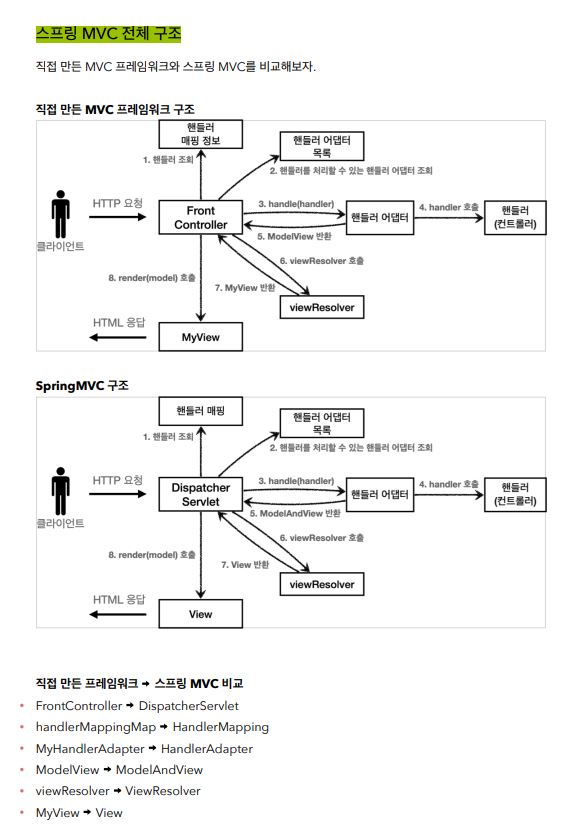 스프링 MVC 전체 구조
직접 만든 MVC 프레임워크와 스프링 MVC를 비교해보자.
직접 만든 MVC 프레임워크 구조
핸들러
매핑 정보
핸들러 어댑터
목록
1. 핸들러 조회
2. 핸들러를 처리할 수 있는 핸들러 어댑터 조회
HTTP 요청
클라이언트
Front
Controller
3. handle(handler)
핸들러 어댑터
4. handler 호출
핸들러
(컨트롤러)
5. ModelView 반환
6. viewResolver 호출
7. MyView 반환
8. render(model) 호출
viewResolver
HTML 응답
MyView
SpringMVC 구조
핸들러 매핑
핸들러 어댑터
목록
1. 핸들러 조회
2. 핸들러를 처리할 수 있는 핸들러 어댑터 조회
HTTP 요청
클라이언트
Dispatcher
Servlet
3. handle(handler)
핸들러 어댑터
4. handler 호출
핸들러
(컨트롤러)
5. ModelAndView 반환
6. viewResolver 호출
7. View 반환
8. render(model) 호출
viewResolver
HTML 응답
View
직접 만든 프레임워크 → 스프링 MVC 비교
• FrontController → DispatcherServlet
• handlerMappingMap → HandlerMapping
• MyHandlerAdapter → HandlerAdapter
• ModelView → ModelAndView
• viewResolver → ViewResolver
• MyView → View